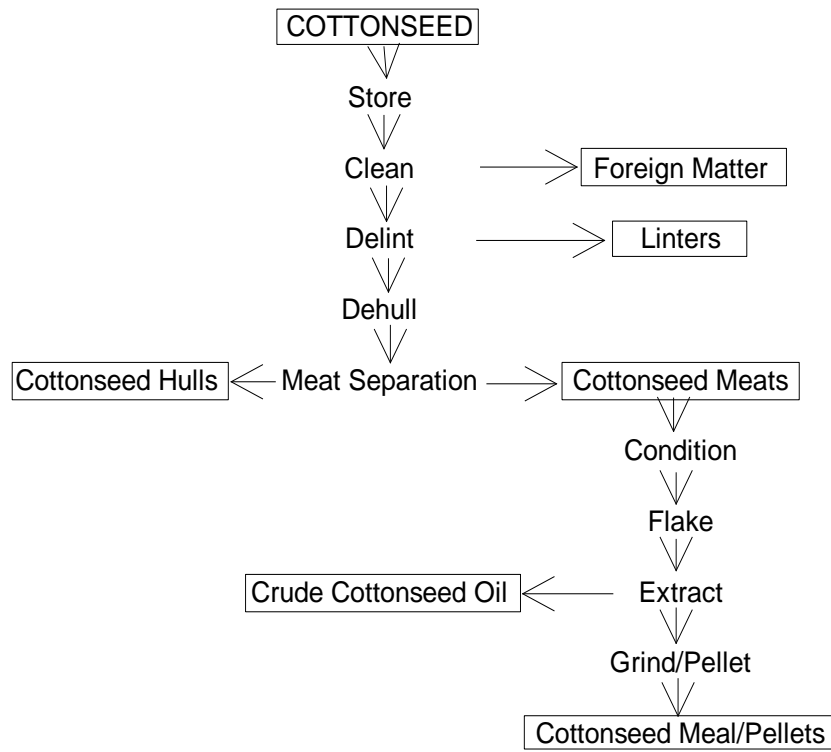 COTTONSEED
Store
Clean
Foreign Matter
Delint
Linters
Dehull
Cottonseed Hulls
Meat Separation
Cottonseed Meats
Condition
Flake
Crude Cottonseed Oil
Extract
Grind/Pellet
Cottonseed Meal/Pellets